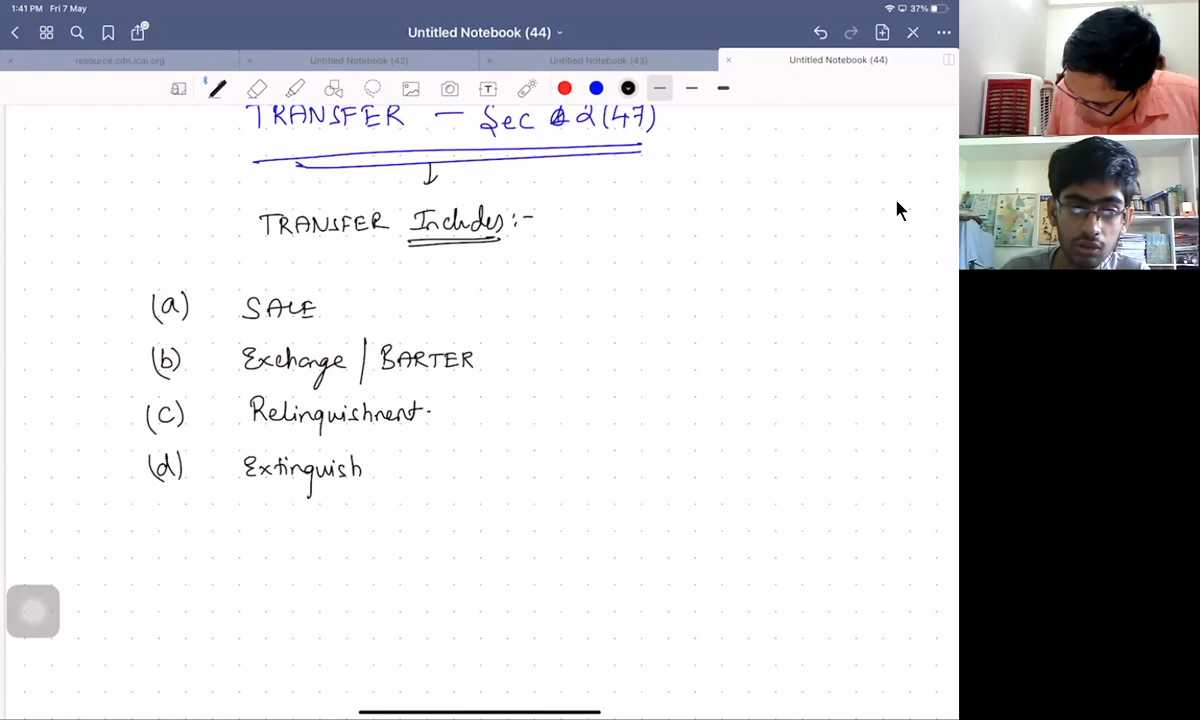 1:41 PM Fri 7 May
37%
Untitled Notebook (44)
resource.cdn.icai.org
Untitled Notebook (42)
Untitled Notebook (43)
Untitled Notebook (44)
TRANSFER — Sec 2(47)
TRANSFER Includes :-
(a) SALE
(b) Exchange / BARTER
(c) Relinquishment.
(d) Extinguish